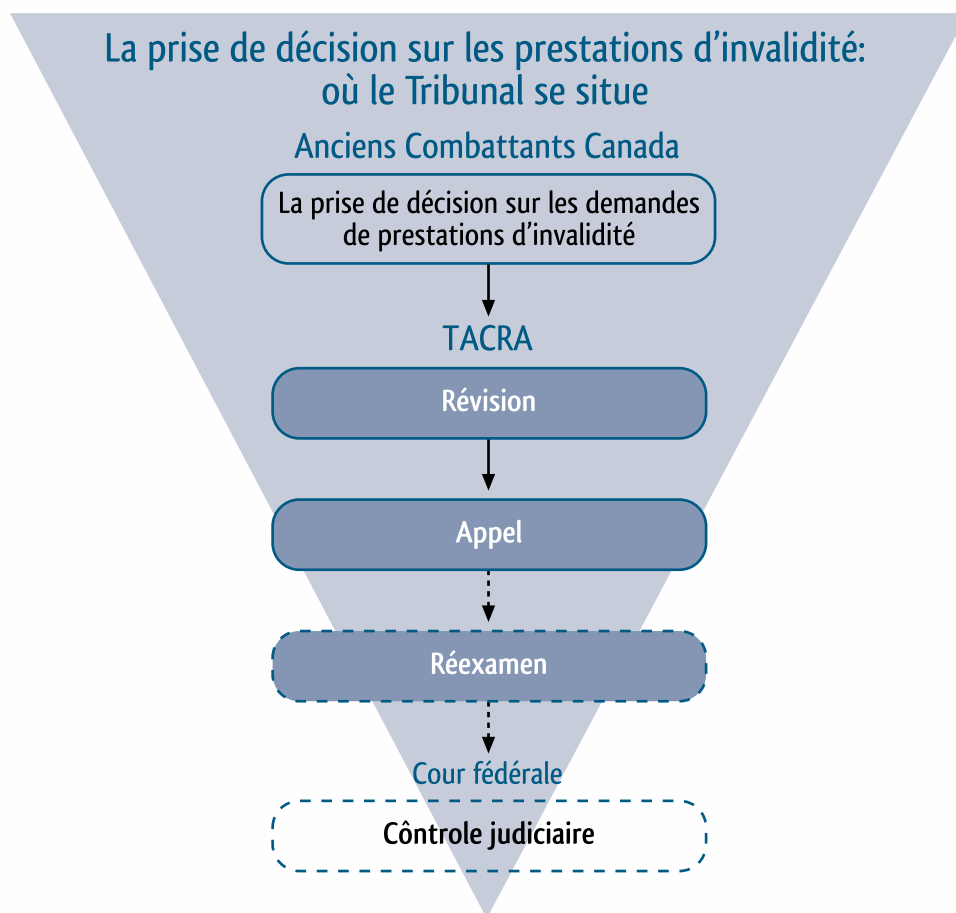 La prise de décision sur les prestations d’invalidité:
où le Tribunal se situe
Anciens Combattants Canada
La prise de décision sur les demandes
de prestations d’invalidité
TACRA
Révision
Appel
Réexamen
Cour fédérale
Côntrole judiciaire